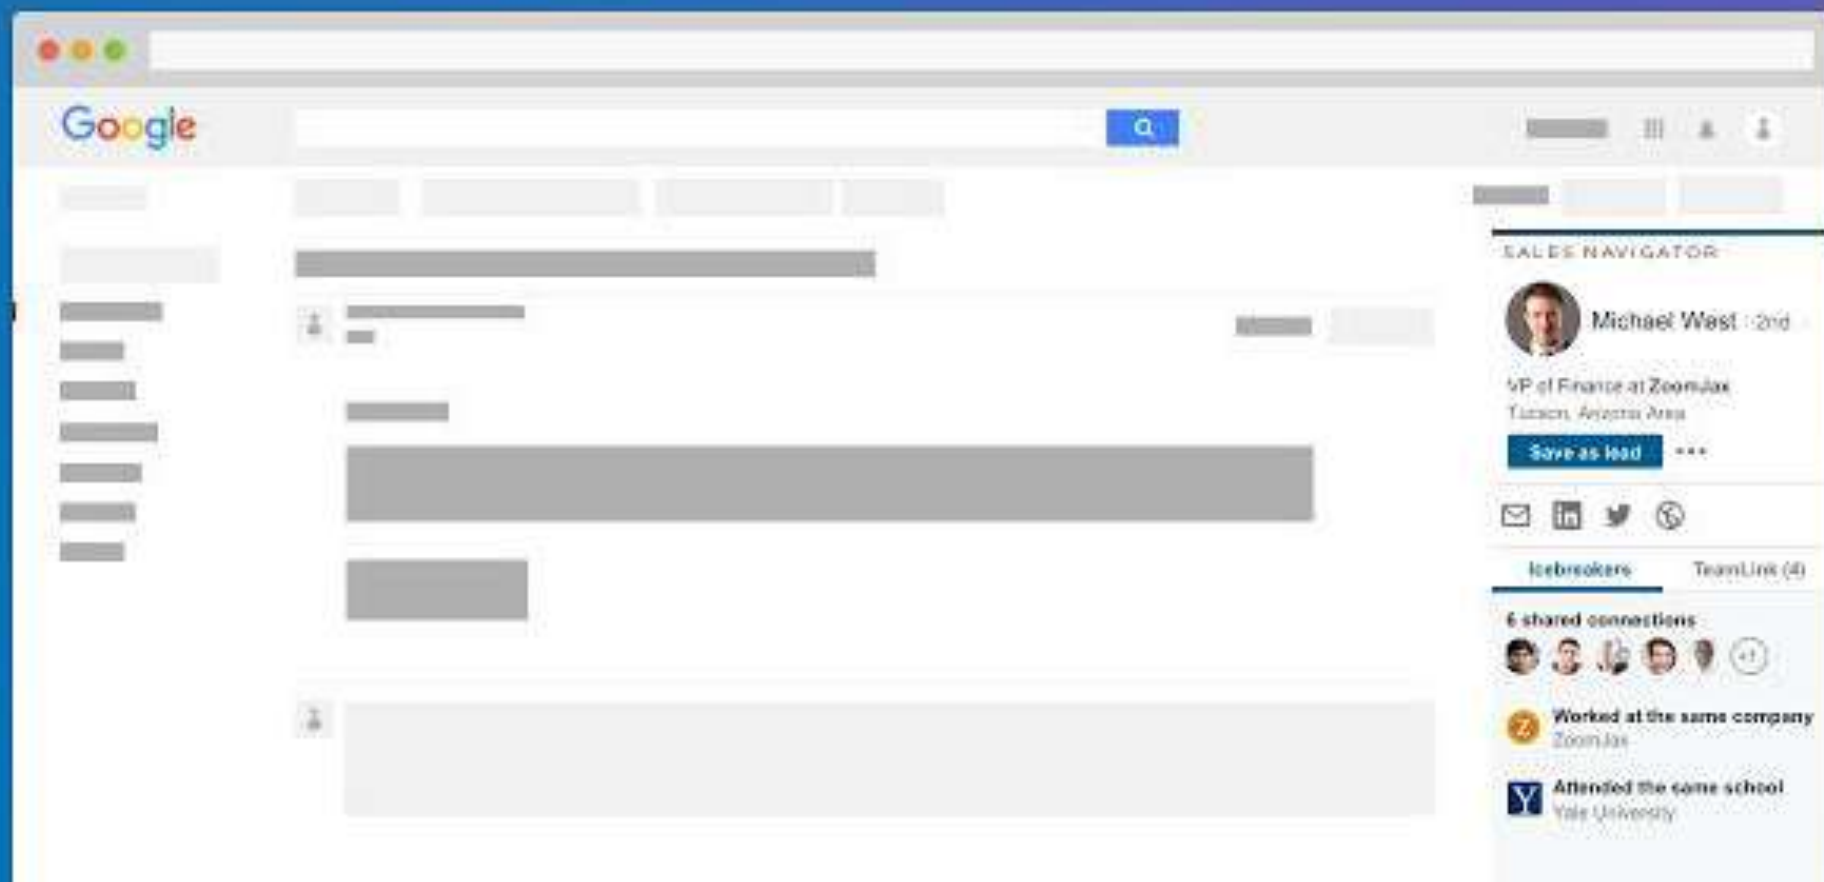 Google
SALES NAVIGATOR
Michael West · 2nd
VP of Finance at ZoomJax
Tucson, Arizona Area
Save as lead
Icebreakers
TeamLink (4)
6 shared connections
+1
Worked at the same company
ZoomJax
Attended the same school
Yale University